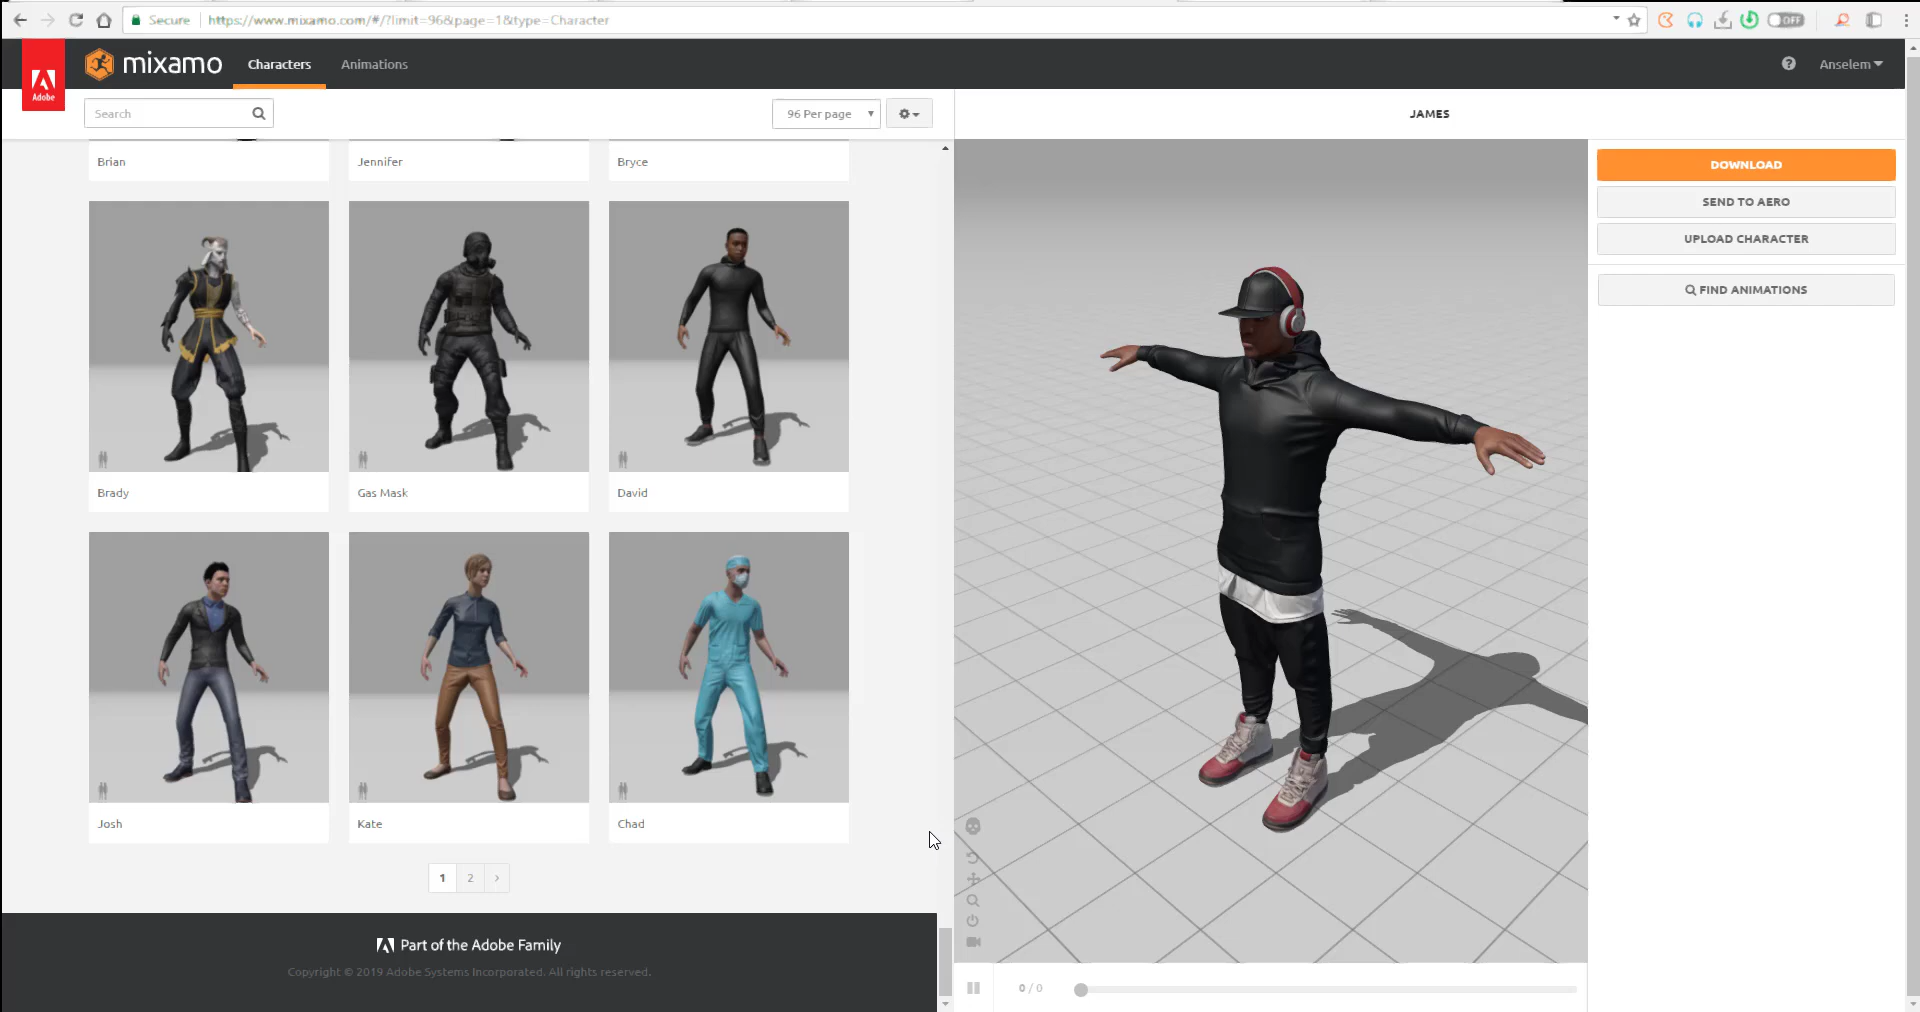 Secure https://www.mixamo.com/#/?limit=96&page=1&type=Character
OFF
Adobe
mixamo
Characters
Animations
Anselem
Search
96 Per page
JAMES
Brian
Jennifer
Bryce
DOWNLOAD
SEND TO AERO
UPLOAD CHARACTER
FIND ANIMATIONS
Brady
Gas Mask
David
Josh
Kate
Chad
1 2 ›
Part of the Adobe Family
Copyright © 2019 Adobe Systems Incorporated. All rights reserved.
0 / 0